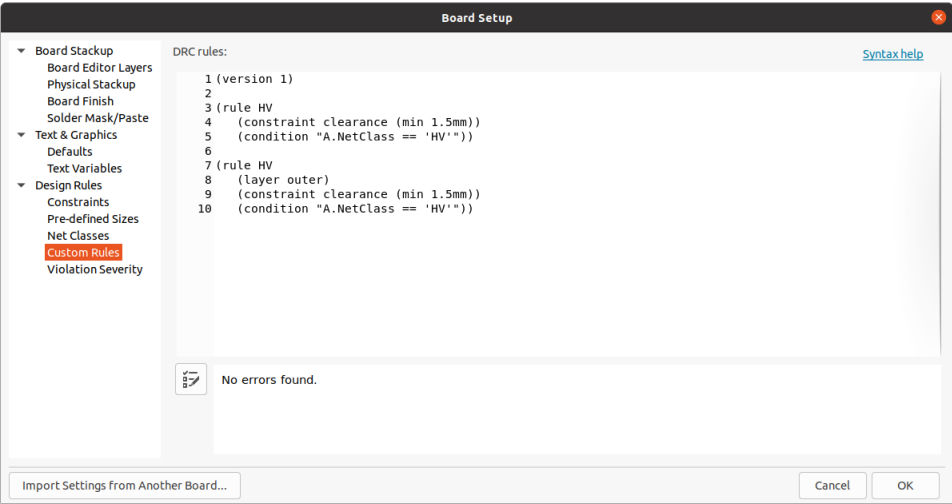 Board Setup
Board Stackup
Board Editor Layers
Physical Stackup
Board Finish
Solder Mask/Paste
Text & Graphics
Defaults
Text Variables
Design Rules
Constraints
Pre-defined Sizes
Net Classes
Custom Rules
Violation Severity
DRC rules:
Syntax help
1 (version 1)
2
3 (rule HV
4 (constraint clearance (min 1.5mm))
5 (condition "A.NetClass == 'HV'"))
6
7 (rule HV
8 (layer outer)
9 (constraint clearance (min 1.5mm))
10 (condition "A.NetClass == 'HV'"))
No errors found.
Import Settings from Another Board...
Cancel
OK